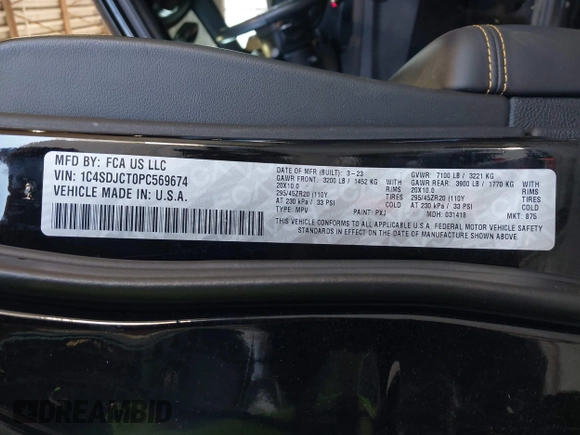 MFD BY: FCA US LLC
VIN: 1C4SDJCT0PC569674
VEHICLE MADE IN U.S.A.
DATE OF MFR (BUILT): 3-23
GAWR FRONT: 3200 LB / 1452 KG WITH
20X10.0 RIMS
295/45ZR20 (110Y TIRES
AT 230 kPa / 33 PSI COLD
TYPE: MPV PAINT: PXJ
GVWR: 7100 LB / 3221 KG
GAWR REAR: 3900 LB / 1770 KG WITH
20X10.0 RIMS
295/45ZR20 (110Y TIRES
AT 230 kPa / 33 PSI COLD
MDH: 031418 MKT: 875
THIS VEHICLE CONFORMS TO ALL APPLICABLE U.S.A. FEDERAL MOTOR VEHICLE SAFETY
STANDARDS IN EFFECT ON THE DATE OF MANUFACTURE SHOWN ABOVE.
DREAMBID